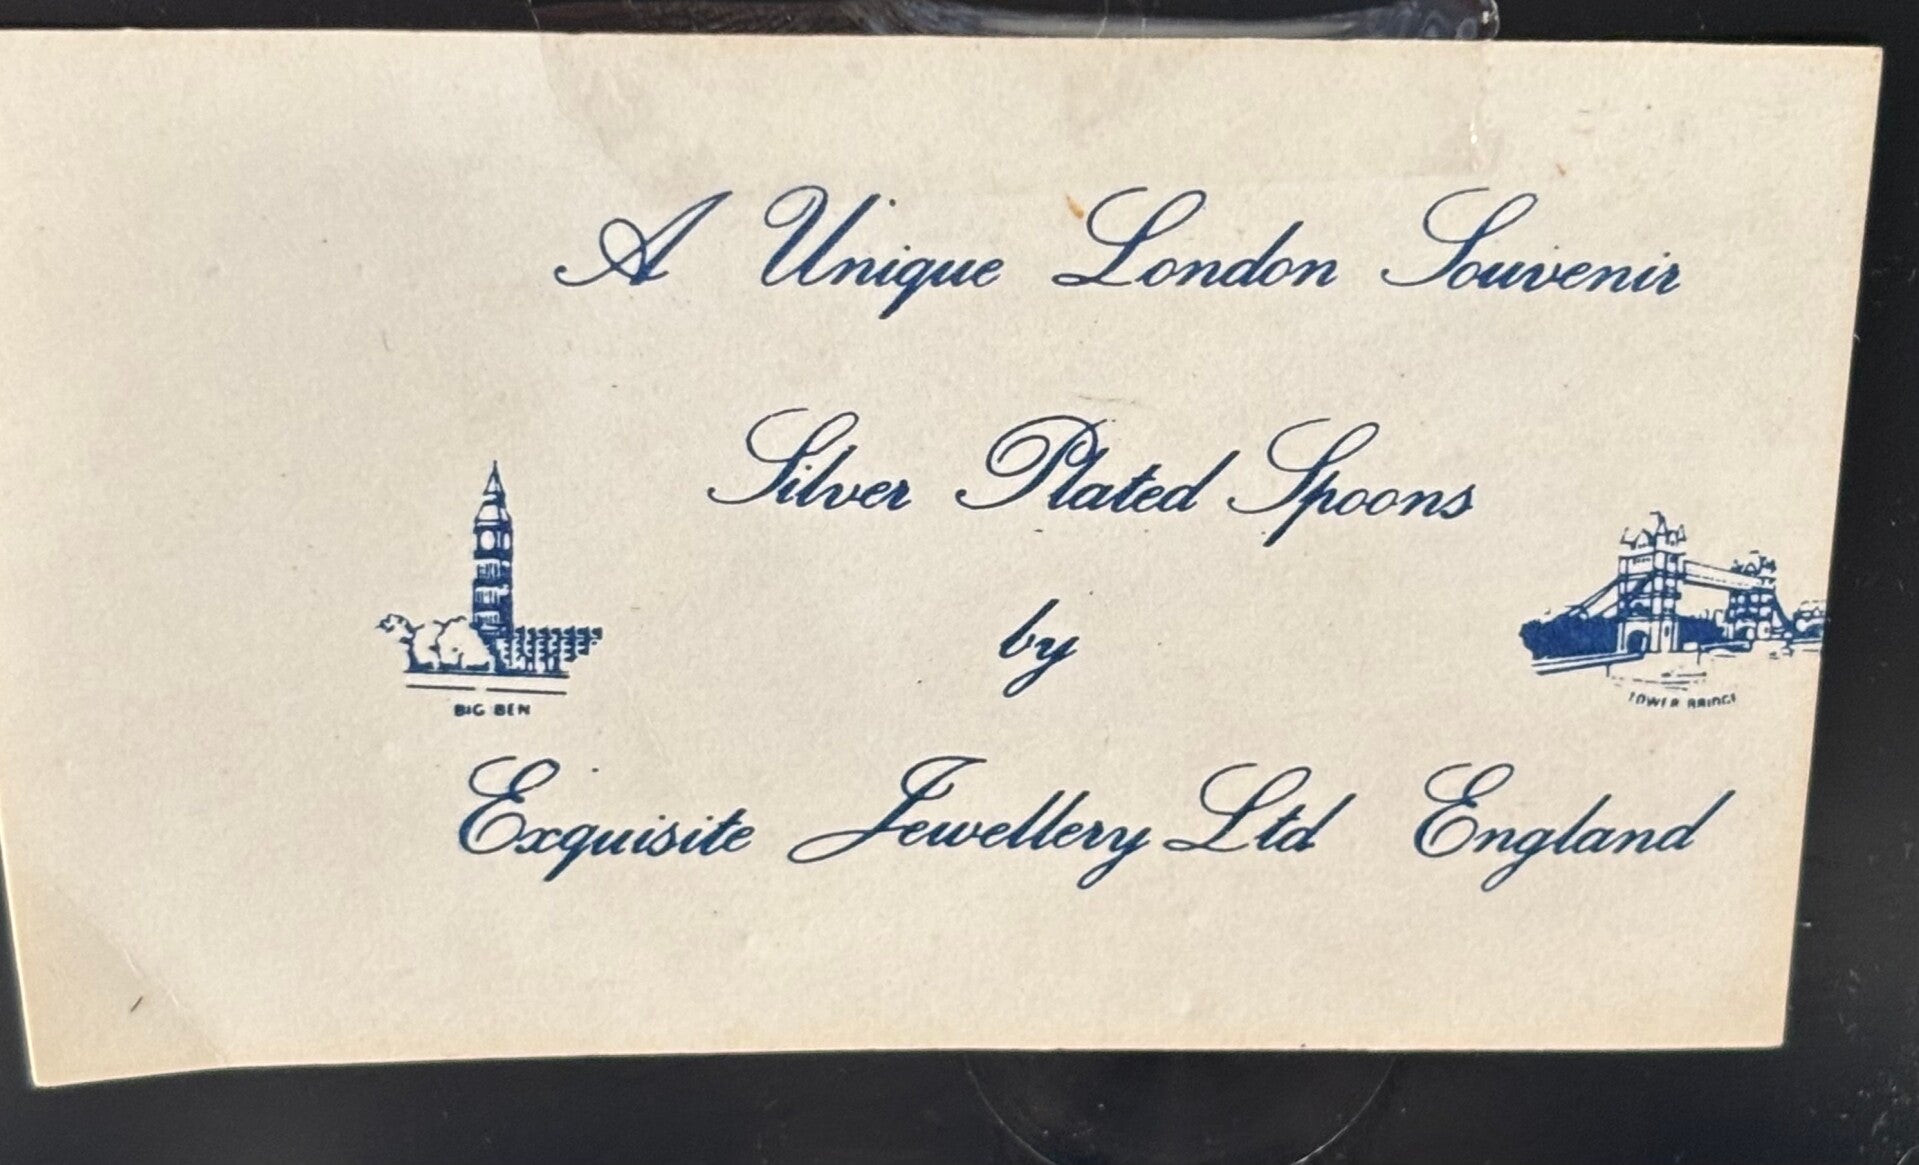 A Unique London Souvenir
Silver Plated Spoons
by
BIG BEN
TOWER BRIDGE
Exquisite Jewellery Ltd England